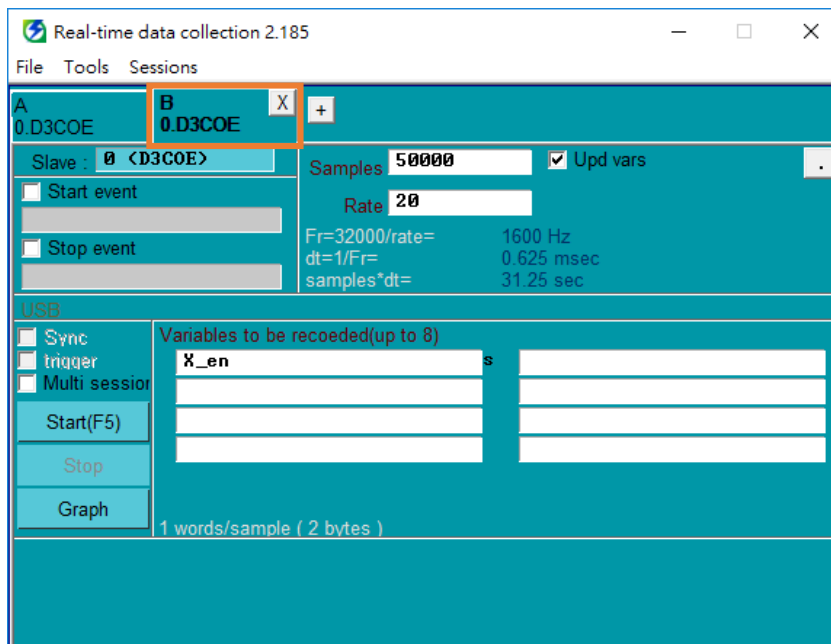 Real-time data collection 2.185
File Tools Sessions
A
0.D3COE
B X
0.D3COE
+
Slave : 0 (D3COE)
Start event
Stop event
Samples 50000
Upd vars
.
Rate 20
Fr=32000/rate= 1600 Hz
dt=1/Fr= 0.625 msec
samples*dt= 31.25 sec
USB
Sync
trigger
Multi session
Start(F5)
Stop
Graph
Variables to be recoeded(up to 8)
X_en s
1 words/sample ( 2 bytes )